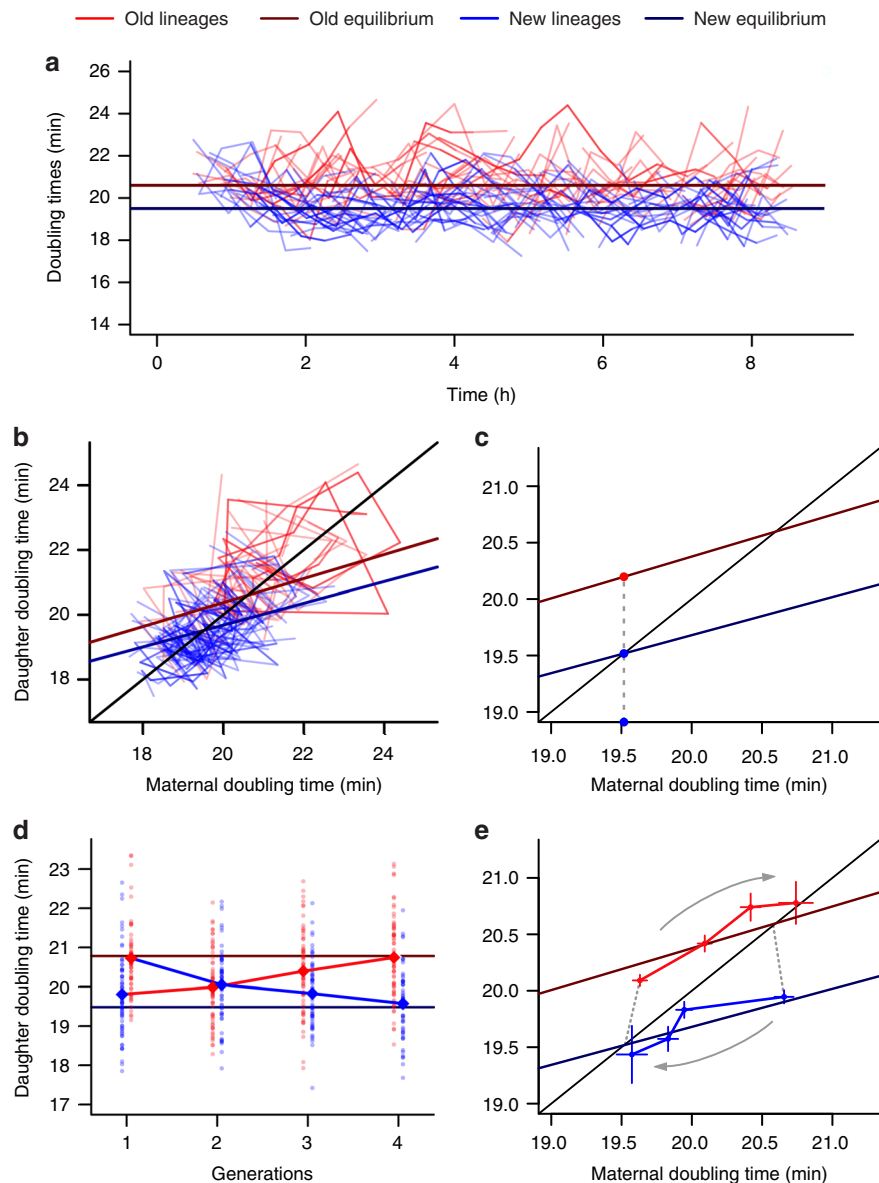 Old lineages Old equilibrium New lineages New equilibrium
a
Doubling times (min)
26
24
22
20
18
16
14
0 2 4 6 8
Time (h)
b
Daughter doubling time (min)
24
22
20
18
18 20 22 24
Maternal doubling time (min)
c
21.0
20.5
20.0
19.5
19.0
19.0 19.5 20.0 20.5 21.0
Maternal doubling time (min)
d
Daughter doubling time (min)
23
22
21
20
19
18
17
1 2 3 4
Generations
e
21.0
20.5
20.0
19.5
19.0
19.0 19.5 20.0 20.5 21.0
Maternal doubling time (min)